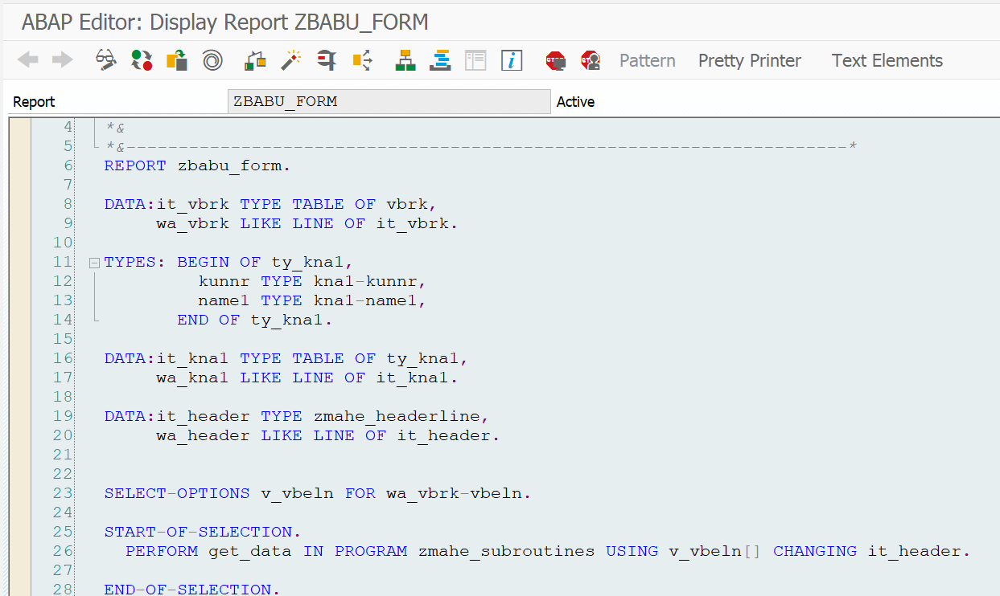 ABAP Editor: Display Report ZBABU_FORM
Pattern Pretty Printer Text Elements
Report ZBABU_FORM Active
4 *&
5 *&---------------------------------------------------------------------*
6 REPORT zbabu_form.
7
8 DATA:it_vbrk TYPE TABLE OF vbrk,
9 wa_vbrk LIKE LINE OF it_vbrk.
10
11 TYPES: BEGIN OF ty_kna1,
12 kunnr TYPE kna1-kunnr,
13 name1 TYPE kna1-name1,
14 END OF ty_kna1.
15
16 DATA:it_kna1 TYPE TABLE OF ty_kna1,
17 wa_kna1 LIKE LINE OF it_kna1.
18
19 DATA:it_header TYPE zmahe_headerline,
20 wa_header LIKE LINE OF it_header.
21
22
23 SELECT-OPTIONS v_vbeln FOR wa_vbrk-vbeln.
24
25 START-OF-SELECTION.
26 PERFORM get_data IN PROGRAM zmahe_subroutines USING v_vbeln[] CHANGING it_header.
27
28 END-OF-SELECTION.